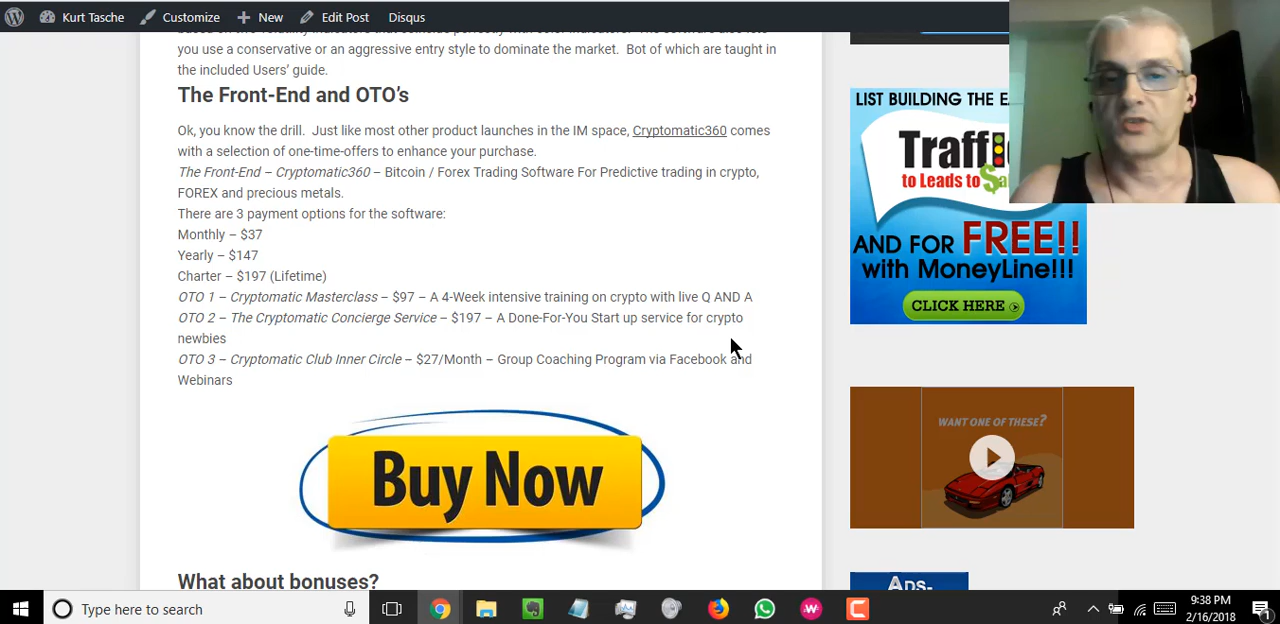 Kurt Tasche
Customize
New
Edit Post
Disqus
you use a conservative or an aggressive entry style to dominate the market.  Bot of which are taught in
the included Users' guide.
The Front-End and OTO's
Ok, you know the drill.  Just like most other product launches in the IM space, Cryptomatic360 comes
with a selection of one-time-offers to enhance your purchase.
The Front-End – Cryptomatic360 – Bitcoin / Forex Trading Software For Predictive trading in crypto,
FOREX and precious metals.
There are 3 payment options for the software:
Monthly – $37
Yearly – $147
Charter – $197 (Lifetime)
OTO 1 – Cryptomatic Masterclass – $97 – A 4-Week intensive training on crypto with live Q AND A
OTO 2 – The Cryptomatic Concierge Service – $197 – A Done-For-You Start up service for crypto
newbies
OTO 3 – Cryptomatic Club Inner Circle – $27/Month – Group Coaching Program via Facebook and
Webinars
Buy Now
What about bonuses?
LIST BUILDING THE
Traff
to Leads to
AND FOR FREE!!
with MoneyLine!!!
CLICK HERE
WANT ONE OF THESE?
ADS-
Type here to search
9:38 PM
2/16/2018
1